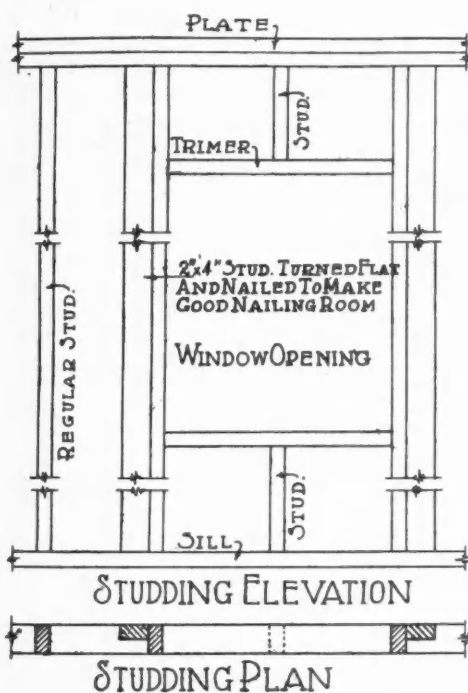 PLATE
STUD.
TRIMER
2"x4" STUD. TURNED FLAT
AND NAILED TO MAKE
GOOD NAILING ROOM
WINDOW OPENING
REGULAR STUD.
STUD.
SILL
STUDDING ELEVATION
STUDDING PLAN